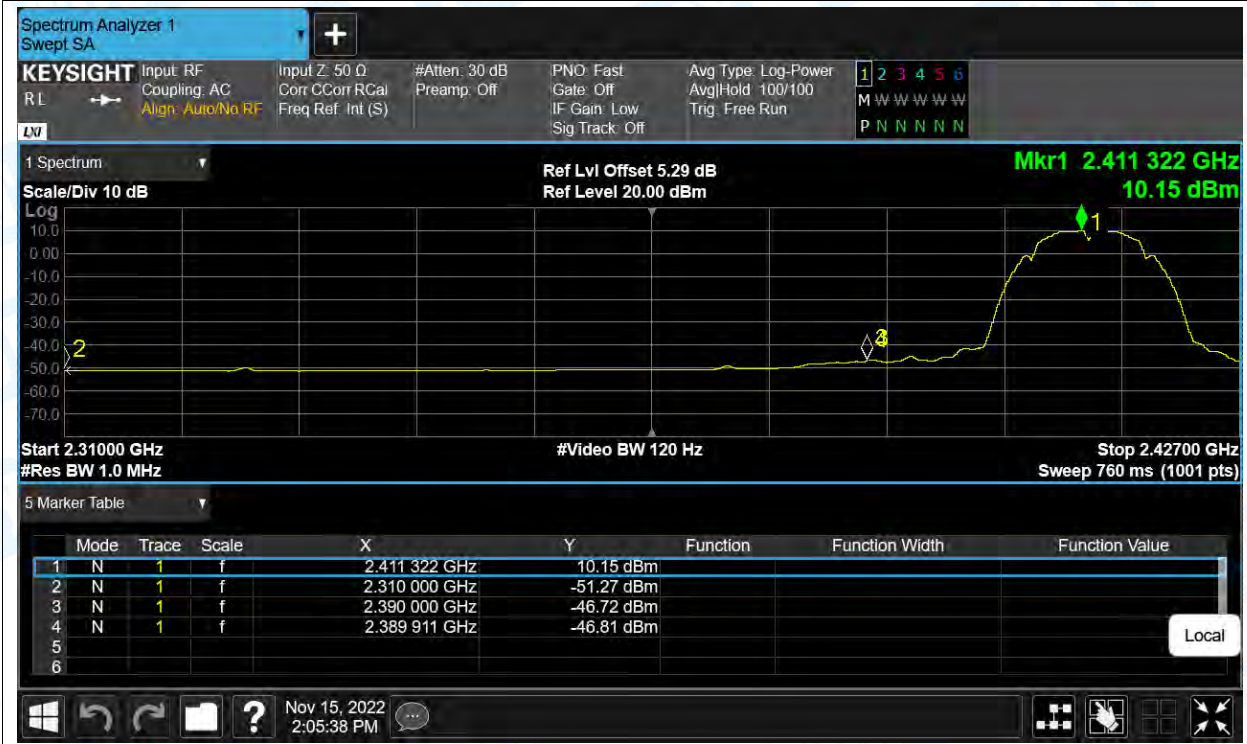 Spectrum Analyzer 1
Swept SA
+
KEYSIGHT Input: RF Input Z: 50 Ω #Atten: 30 dB PNO: Fast Avg Type: Log-Power 1 2 3 4 5 6
RL Coupling: AC Corr CCorr RCal Preamp: Off Gate: Off Avg|Hold: 100/100 M W W W W W
Align: Auto/No RF Freq Ref: Int (S) IF Gain: Low Trig: Free Run
LXI Sig Track: Off P N N N N N
1 Spectrum Ref Lvl Offset 5.29 dB Mkr1 2.411 322 GHz
Scale/Div 10 dB Ref Level 20.00 dBm 10.15 dBm
Log
10.0 1
0.00
-10.0
-20.0
-30.0
-40.0 2
-50.0
-60.0
-70.0
Start 2.31000 GHz #Video BW 120 Hz Stop 2.42700 GHz
#Res BW 1.0 MHz Sweep 760 ms (1001 pts)
5 Marker Table
Mode Trace Scale X Y Function Function Width Function Value
1 N 1 f 2.411 322 GHz 10.15 dBm
2 N 1 f 2.310 000 GHz -51.27 dBm
3 N 1 f 2.390 000 GHz -46.72 dBm
4 N 1 f 2.389 911 GHz -46.81 dBm
5
6
Local
? Nov 15, 2022
2:05:38 PM